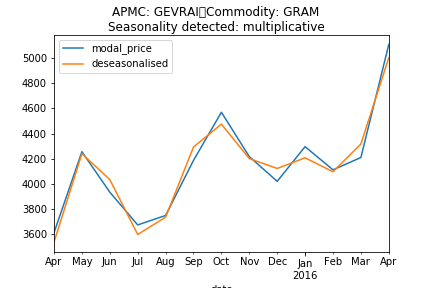 APMC: GEVRAI▯Commodity: GRAM
Seasonality detected: multiplicative
modal_price
deseasonalised
5000
4800
4600
4400
4200
4000
3800
3600
Apr May Jun Jul Aug Sep Oct Nov Dec Jan Feb Mar Apr
2016